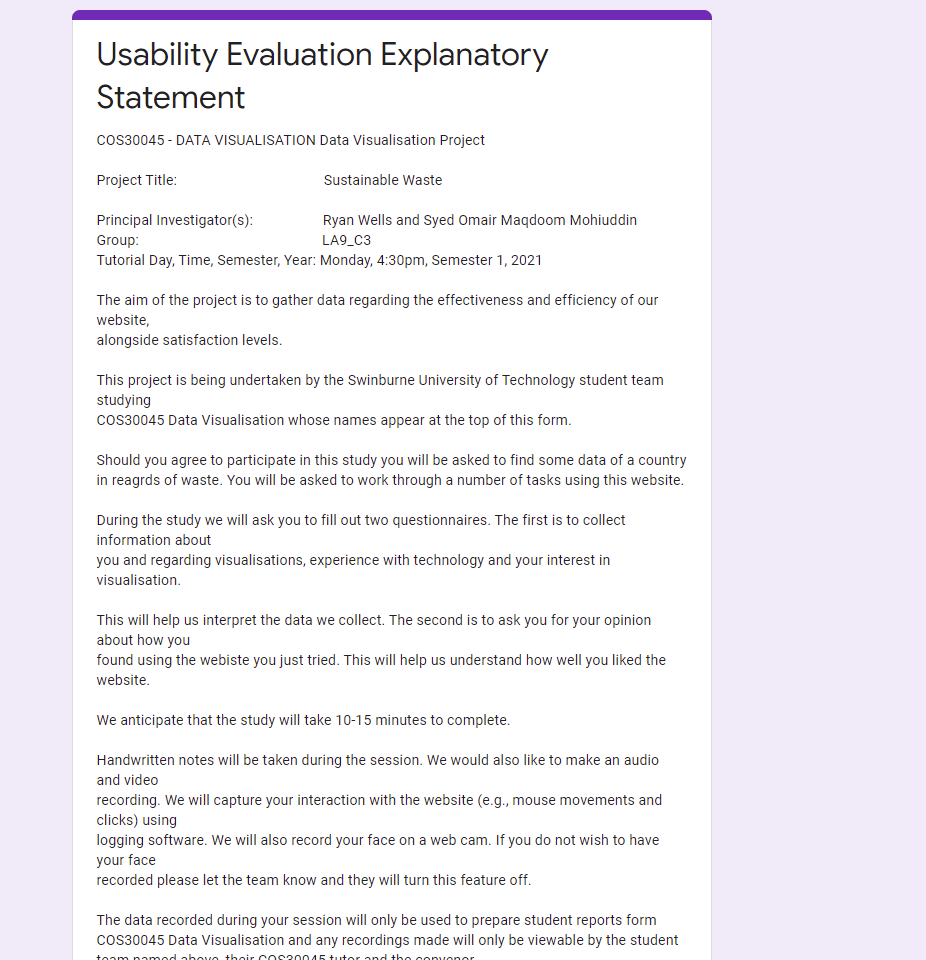 Usability Evaluation Explanatory
Statement
COS30045 - DATA VISUALISATION Data Visualisation Project
Project Title: Sustainable Waste
Principal Investigator(s): Ryan Wells and Syed Omair Maqdoom Mohiuddin
Group: LA9_C3
Tutorial Day, Time, Semester, Year: Monday, 4:30pm, Semester 1, 2021
The aim of the project is to gather data regarding the effectiveness and efficiency of our
website,
alongside satisfaction levels.
This project is being undertaken by the Swinburne University of Technology student team
studying
COS30045 Data Visualisation whose names appear at the top of this form.
Should you agree to participate in this study you will be asked to find some data of a country
in reagrds of waste. You will be asked to work through a number of tasks using this website.
During the study we will ask you to fill out two questionnaires. The first is to collect
information about
you and regarding visualisations, experience with technology and your interest in
visualisation.
This will help us interpret the data we collect. The second is to ask you for your opinion
about how you
found using the webiste you just tried. This will help us understand how well you liked the
website.
We anticipate that the study will take 10-15 minutes to complete.
Handwritten notes will be taken during the session. We would also like to make an audio
and video
recording. We will capture your interaction with the website (e.g., mouse movements and
clicks) using
logging software. We will also record your face on a web cam. If you do not wish to have
your face
recorded please let the team know and they will turn this feature off.
The data recorded during your session will only be used to prepare student reports form
COS30045 Data Visualisation and any recordings made will only be viewable by the student
team named above, their COS30045 tutor and the convenor.